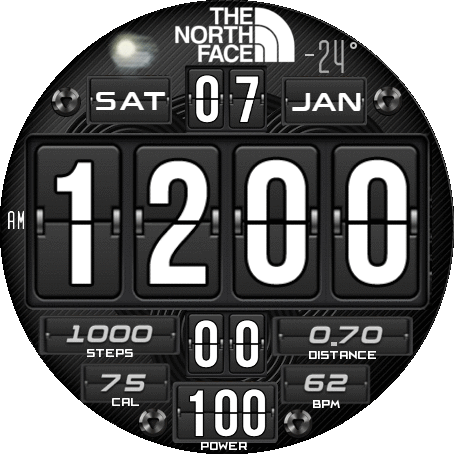 THE
NORTH
FACE
-24°
SAT 07 JAN
AM 1200
1000 00 0.70
STEPS DISTANCE
75 62
CAL BPM
100
POWER